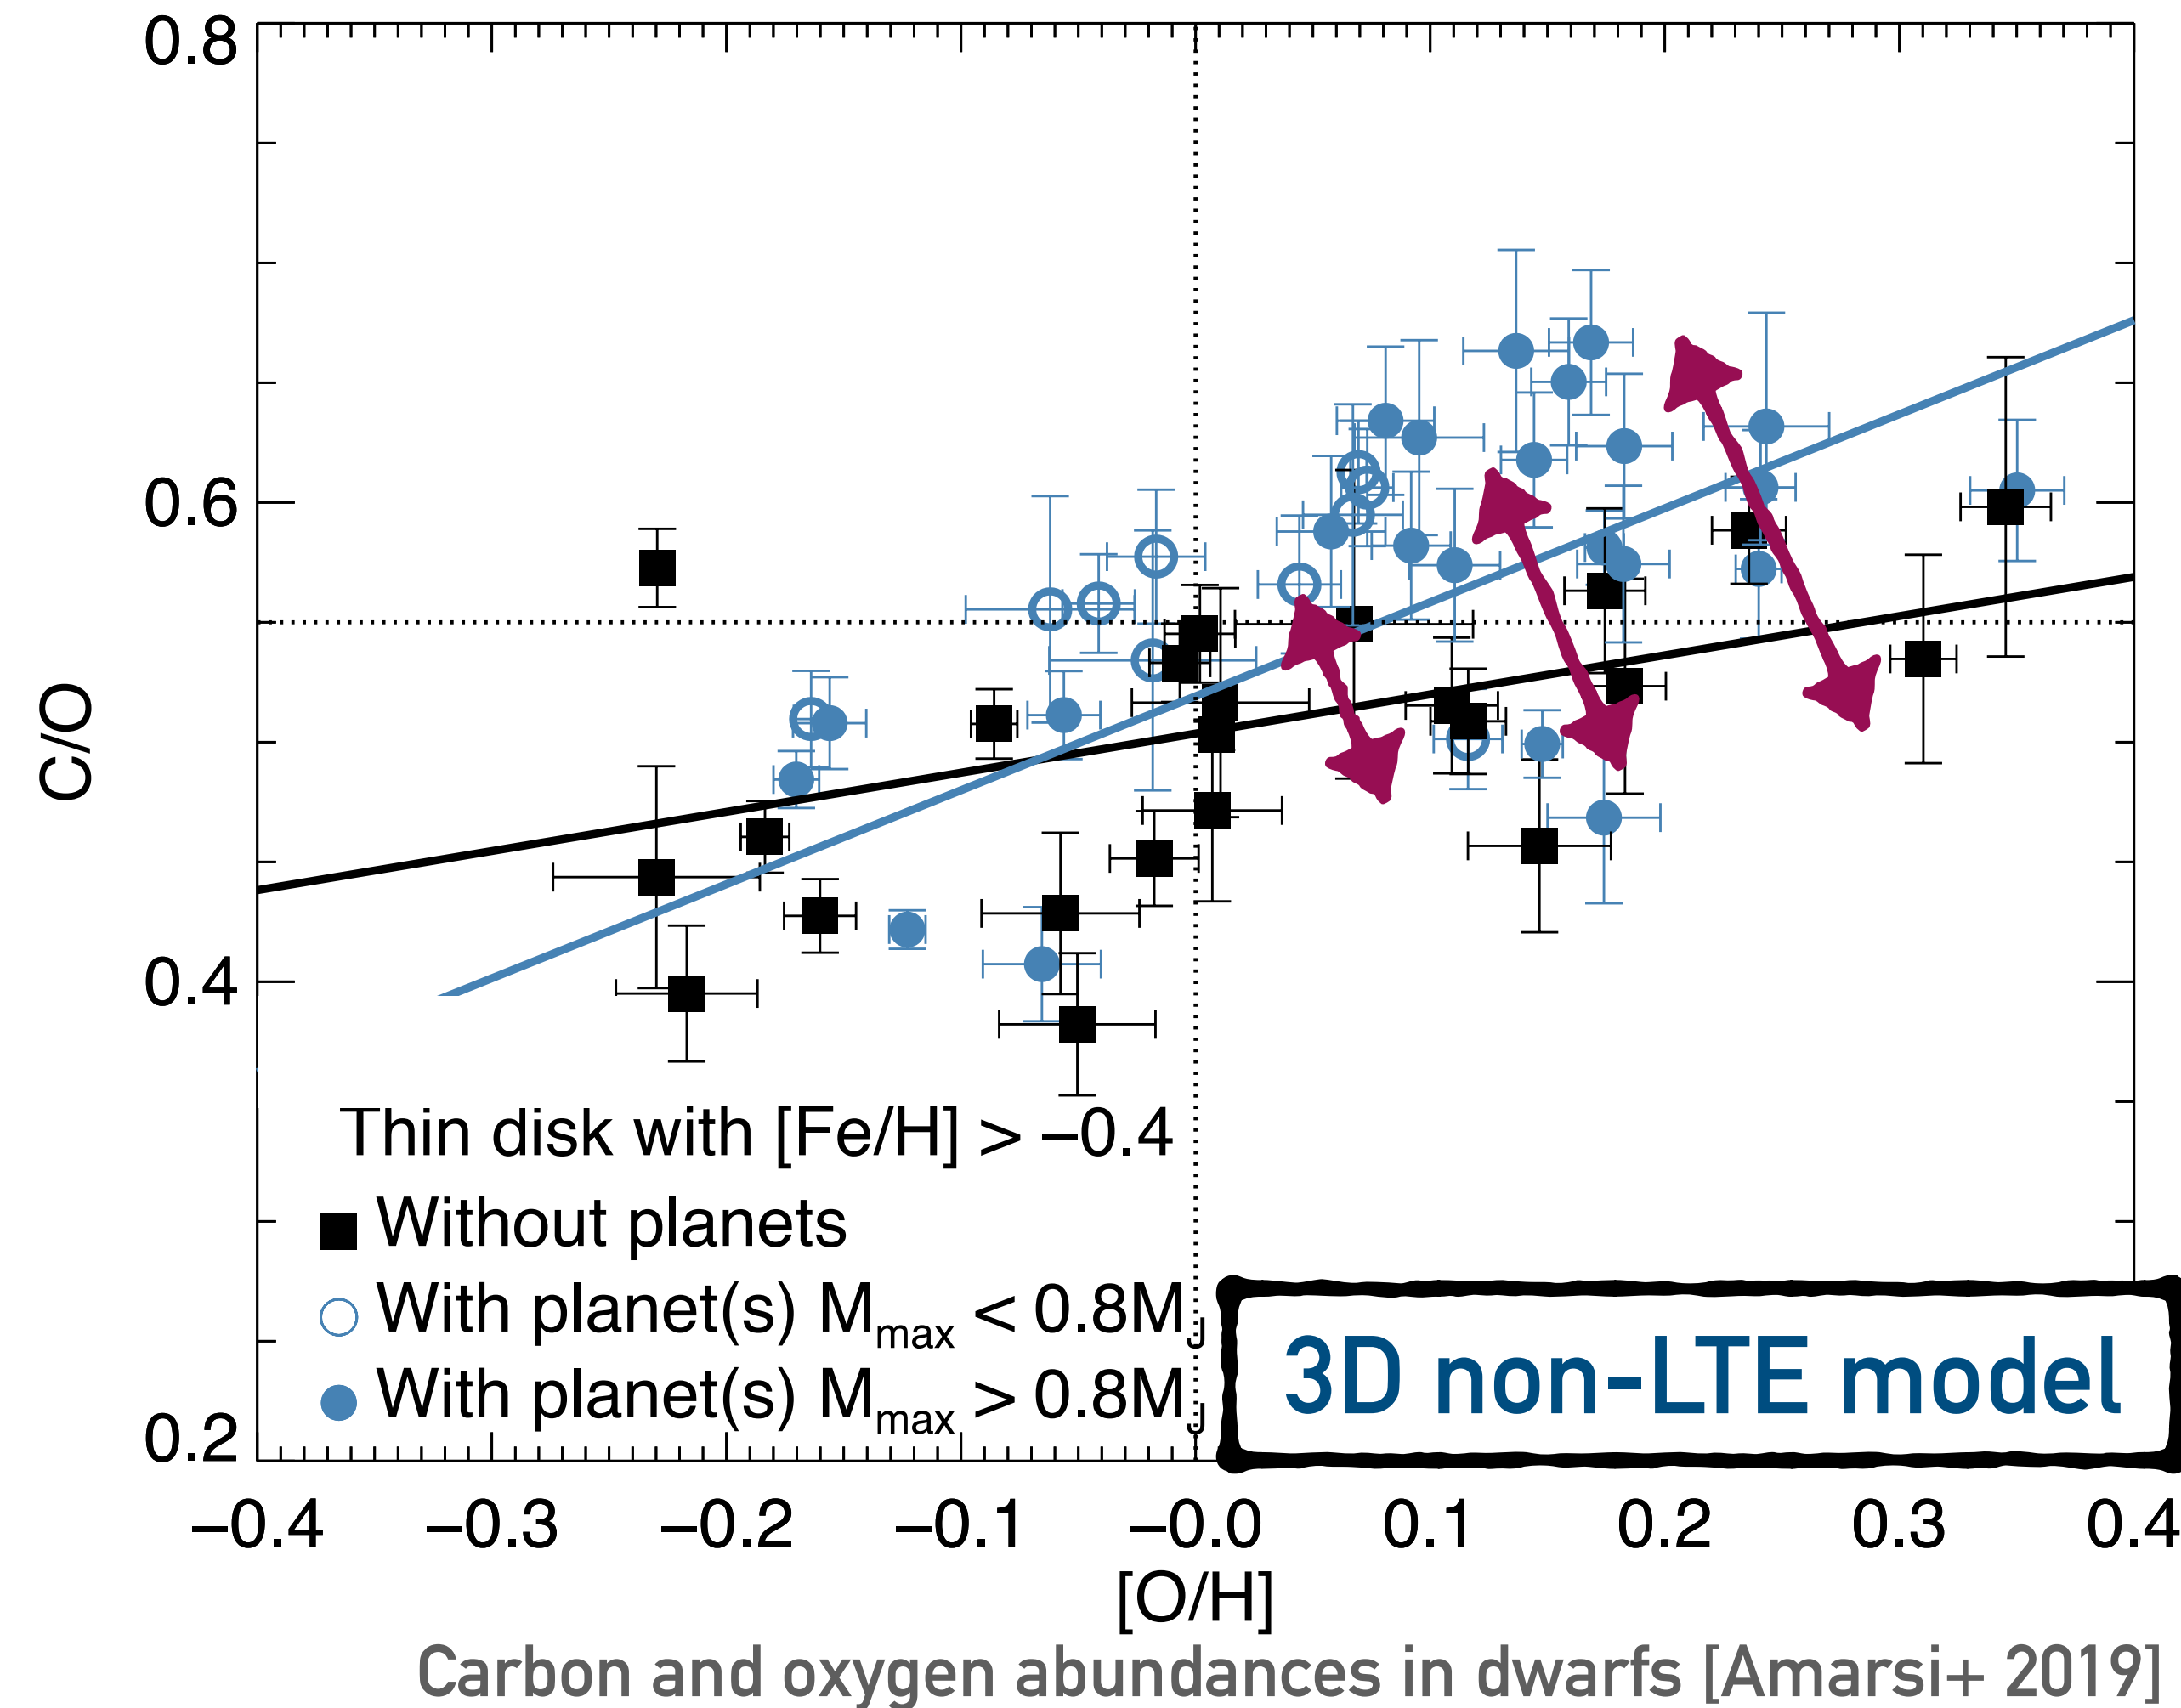 0.8
0.6
0.4
0.2
C/O
Thin disk with [Fe/H] > −0.4
Without planets
With planet(s) Mmax < 0.8MJ
With planet(s) Mmax > 0.8MJ
3D non-LTE model
−0.4 −0.3 −0.2 −0.1 −0.0 0.1 0.2 0.3 0.4
[O/H]
Carbon and oxygen abundances in dwarfs [Amarsi+ 2019]